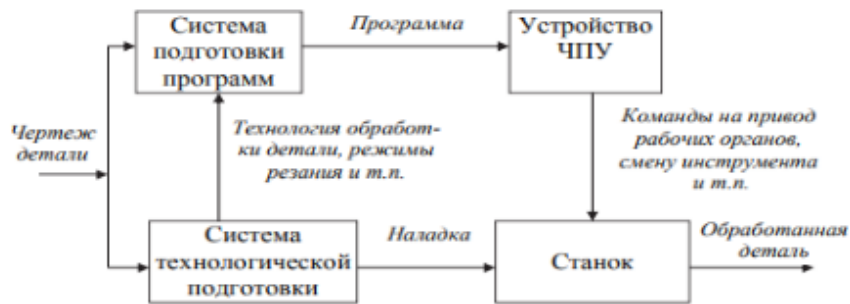 Система
подготовки
программ
Программа
Устройство
ЧПУ
Чертеж
детали
Технология обработ-
ки детали, режимы
резания и т.п.
Команды на привод
рабочих органов,
смену инструмента
и т.п.
Система
технологической
подготовки
Наладка
Станок
Обработанная
деталь